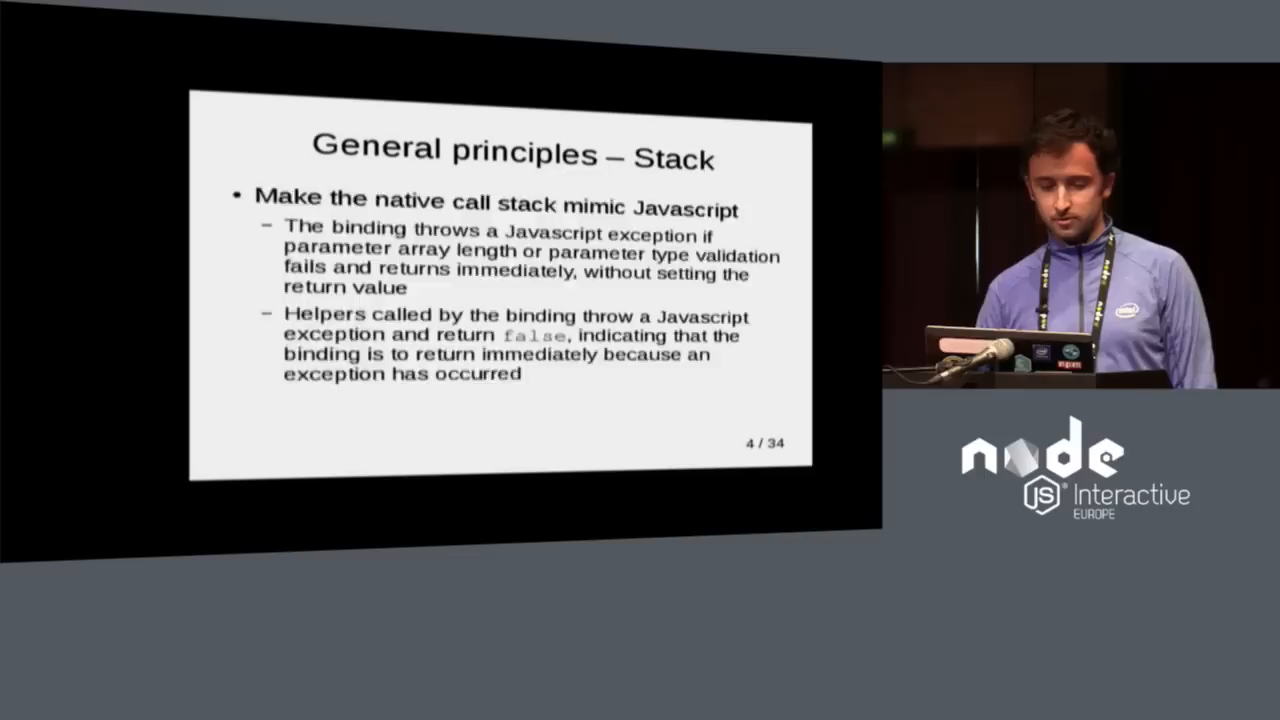 General principles – Stack
• Make the native call stack mimic Javascript
– The binding throws a Javascript exception if
parameter array length or parameter type validation
fails and returns immediately, without setting the
return value
– Helpers called by the binding throw a Javascript
exception and return false, indicating that the
binding is to return immediately because an
exception has occurred
4 / 34
node
intel
npm
node
JS Interactive
EUROPE